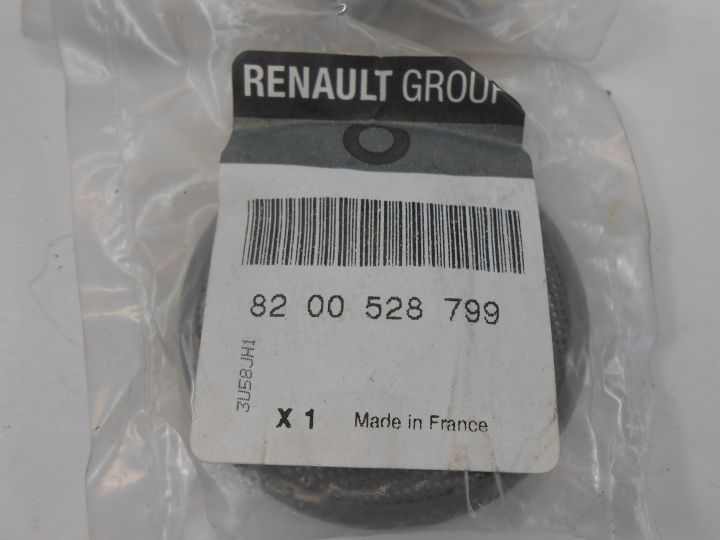 RENAULT GROUP
82 00 528 799
3U58JH1
X 1 Made in France